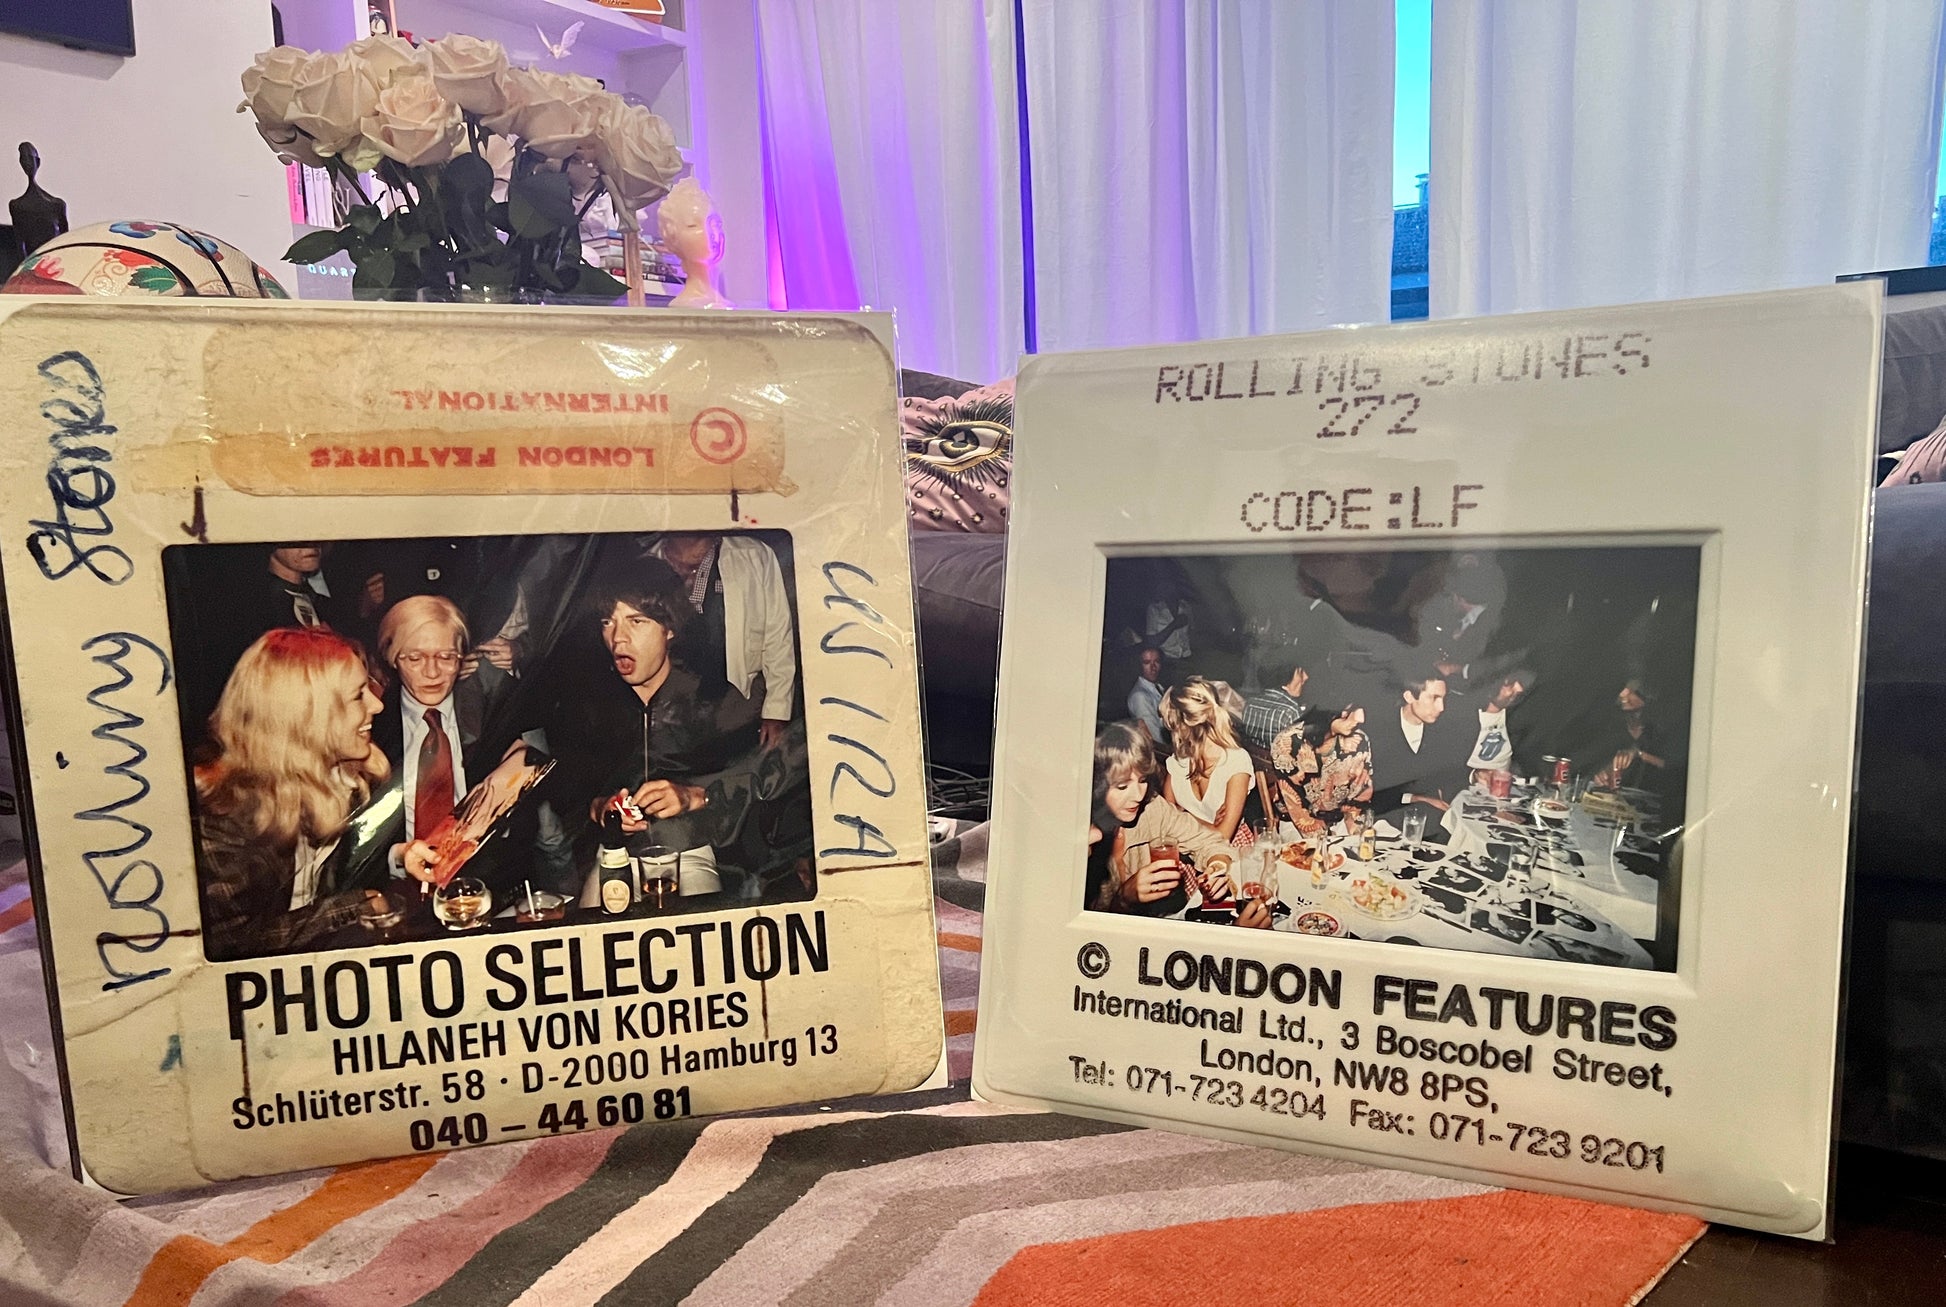 Rolling Stones
© LONDON FEATURES
INTERNATIONAL
PHOTO SELECTION
HILANEH VON KORIES
Schlüterstr. 58 · D-2000 Hamburg 13
040 – 44 60 81
ROLLING STONES
272
CODE:LF
© LONDON FEATURES
International Ltd., 3 Boscobel Street,
London, NW8 8PS,
Tel: 071-723 4204 Fax: 071-723 9201